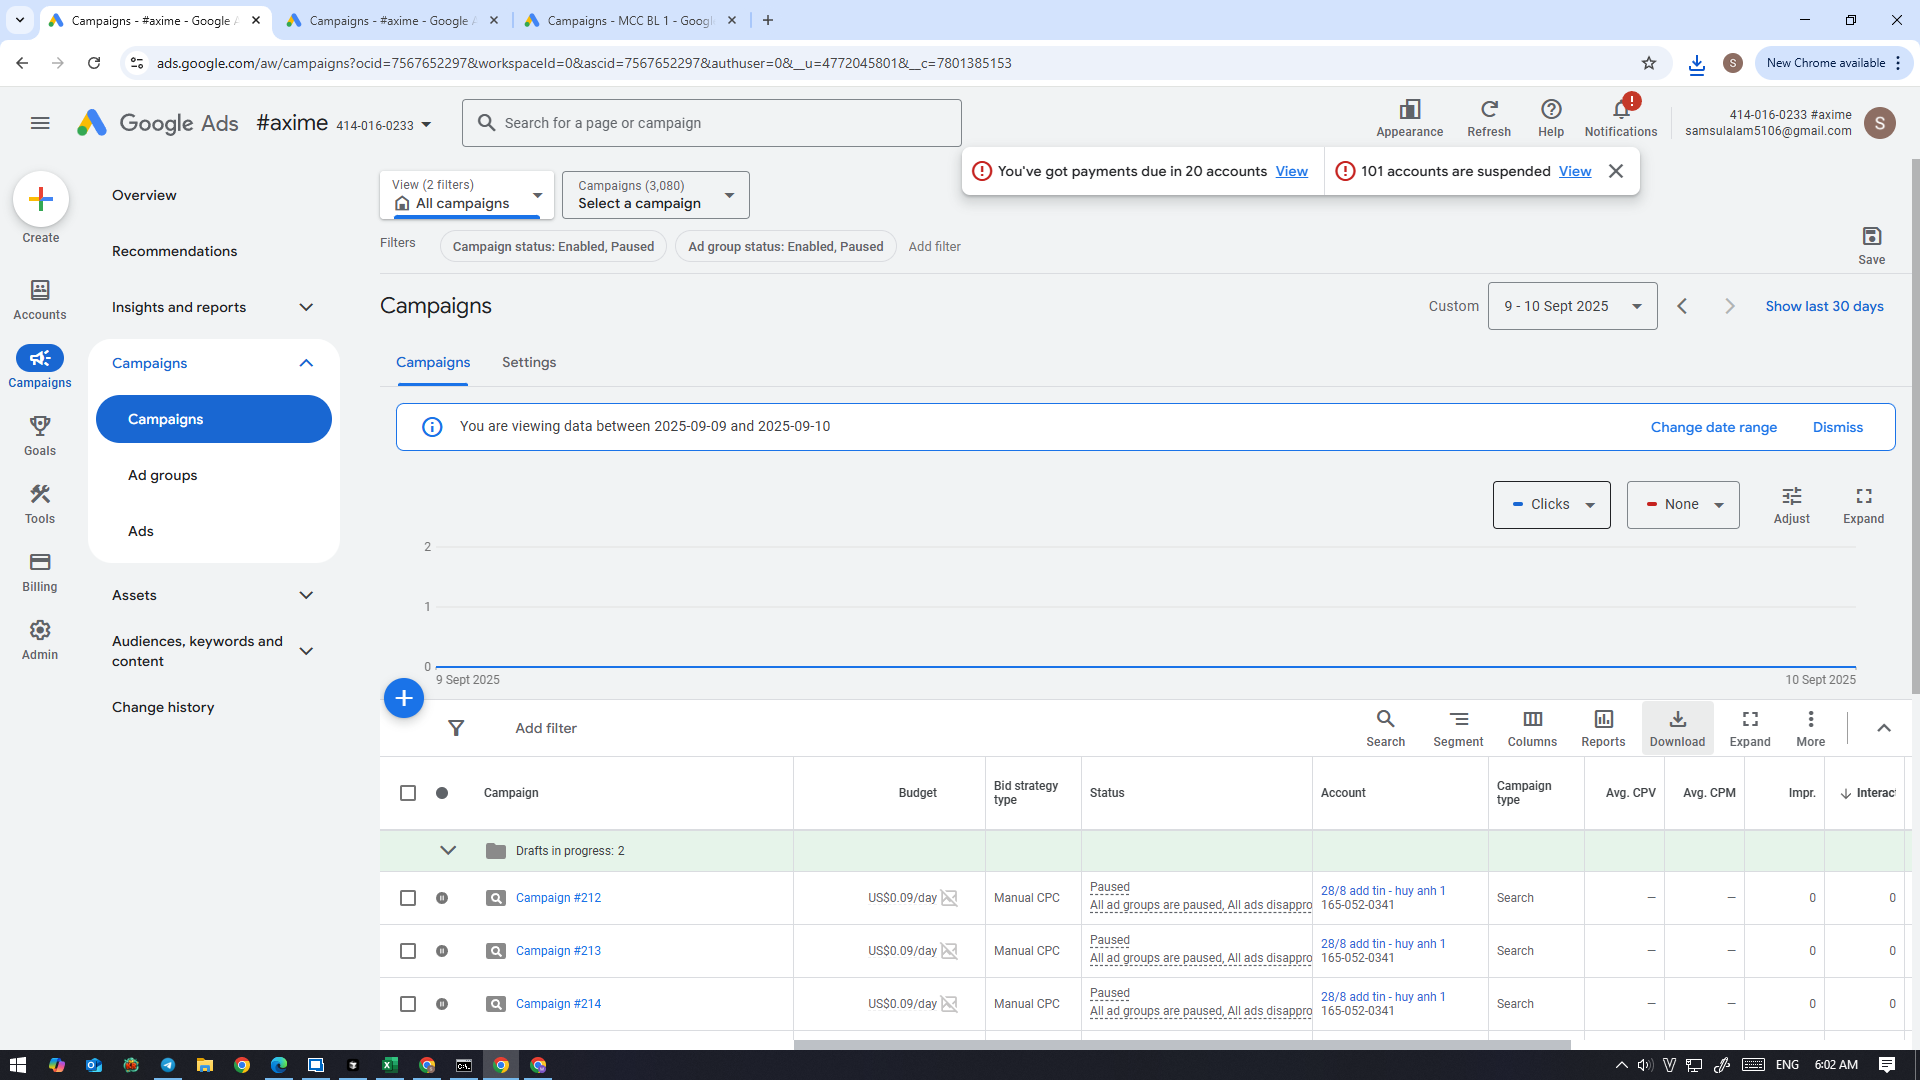 Campaigns - #axime - Google A
Campaigns - #axime - Google A
Campaigns - MCC BL 1 - Googl
ads.google.com/aw/campaigns?ocid=7567652297&workspaceId=0&ascid=7567652297&authuser=0&__u=4772045801&__c=7801385153
S
New Chrome available
Google Ads
#axime 414-016-0233
Search for a page or campaign
Appearance
Refresh
Help
!
Notifications
414-016-0233 #axime
samsulalam5106@gmail.com
S
You've got payments due in 20 accounts View
101 accounts are suspended View
Create
Accounts
Campaigns
Goals
Tools
Billing
Admin
Overview
Recommendations
Insights and reports
Campaigns
Campaigns
Ad groups
Ads
Assets
Audiences, keywords and
content
Change history
View (2 filters)
All campaigns
Campaigns (3,080)
Select a campaign
Filters
Campaign status: Enabled, Paused
Ad group status: Enabled, Paused
Add filter
Save
Campaigns
Custom
9 - 10 Sept 2025
Show last 30 days
Campaigns
Settings
You are viewing data between 2025-09-09 and 2025-09-10
Change date range
Dismiss
Clicks
None
Adjust
Expand
2
1
0
9 Sept 2025
10 Sept 2025
Add filter
Search
Segment
Columns
Reports
Download
Expand
More
Campaign
Budget
Bid strategy
type
Status
Account
Campaign
type
Avg. CPV
Avg. CPM
Impr.
Interac
Drafts in progress: 2
Campaign #212
US$0.09/day
Manual CPC
Paused
All ad groups are paused, All ads disappro
28/8 add tin - huy anh 1
165-052-0341
Search
—
—
0
0
Campaign #213
US$0.09/day
Manual CPC
Paused
All ad groups are paused, All ads disappro
28/8 add tin - huy anh 1
165-052-0341
Search
—
—
0
0
Campaign #214
US$0.09/day
Manual CPC
Paused
All ad groups are paused, All ads disappro
28/8 add tin - huy anh 1
165-052-0341
Search
—
—
0
0
ENG
6:02 AM